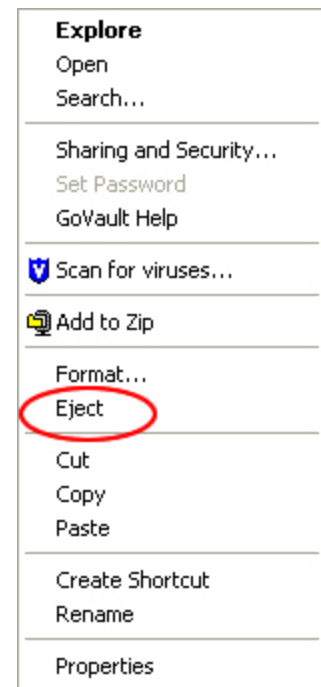 Explore
Open
Search...
Sharing and Security...
Set Password
GoVault Help
Scan for viruses...
Add to Zip
Format...
Eject
Cut
Copy
Paste
Create Shortcut
Rename
Properties